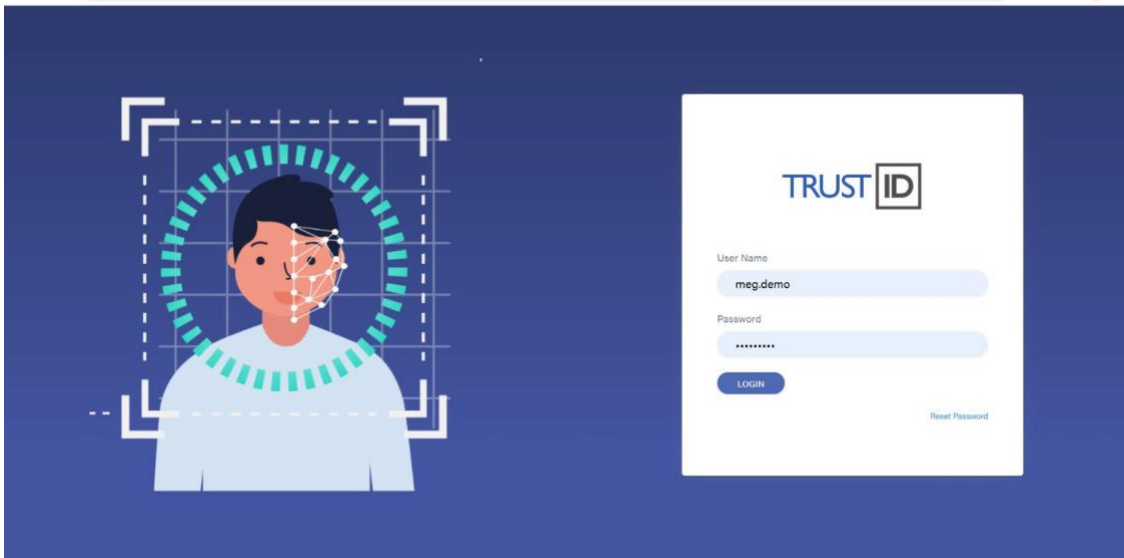 TRUST ID
User Name
meg.demo
Password
•••••••••
LOGIN
Reset Password